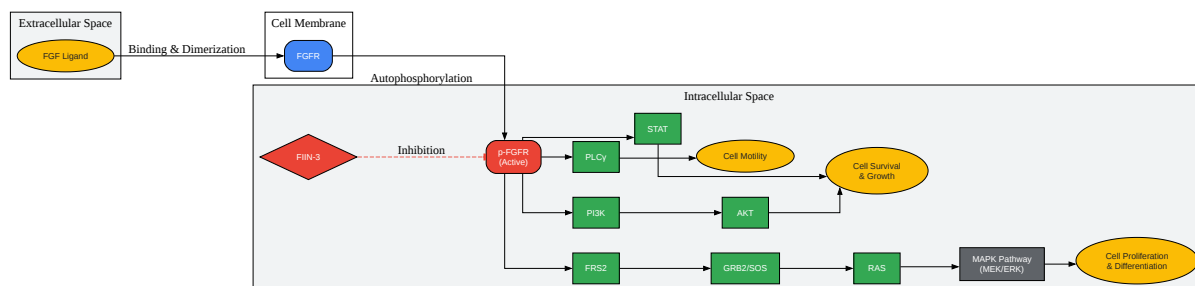 Extracellular Space
FGF Ligand
Binding & Dimerization
Cell Membrane
FGFR
Autophosphorylation
Intracellular Space
FIIN-3
Inhibition
p-FGFR
(Active)
STAT
PLCγ
Cell Motility
Cell Survival
& Growth
PI3K
AKT
FRS2
GRB2/SOS
RAS
MAPK Pathway
(MEK/ERK)
Cell Proliferation
& Differentiation